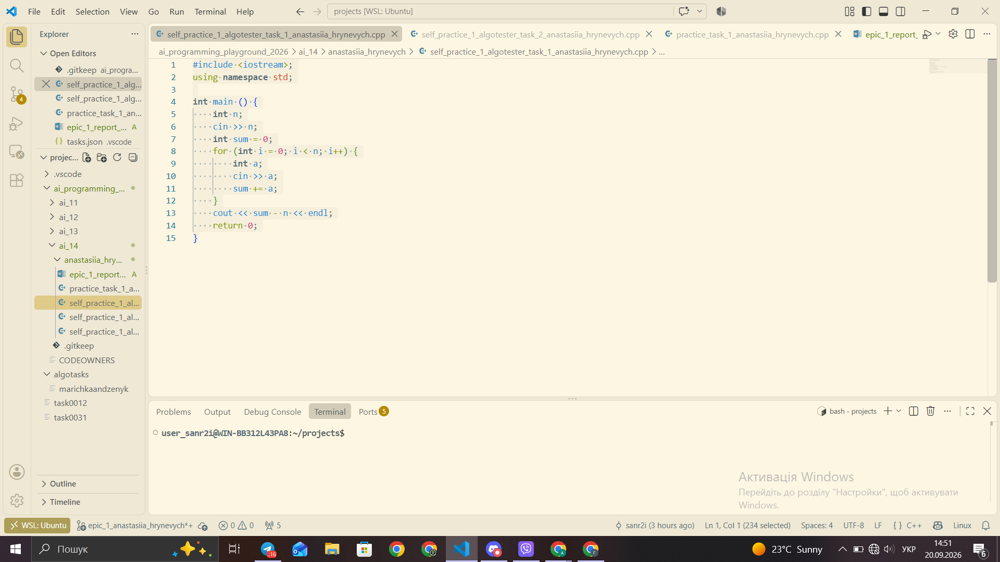 File Edit Selection View Go Run Terminal Help
projects [WSL: Ubuntu]
Explorer
Open Editors
.gitkeep ai_progra...
self_practice_1_alg...
self_practice_1_alg...
practice_task_1_an...
epic_1_report_... A
tasks.json .vscode
projec...
.vscode
ai_programming_...
ai_11
ai_12
ai_13
ai_14
anastasiia_hry...
epic_1_report... A
practice_task_1_a...
self_practice_1_al...
self_practice_1_al...
self_practice_1_al...
.gitkeep
CODEOWNERS
algotasks
marichkaandzenyk
task0012
task0031
Outline
Timeline
4
self_practice_1_algotester_task_1_anastasiia_hrynevych.cpp
self_practice_1_algotester_task_2_anastasiia_hrynevych.cpp
practice_task_1_anastasiia_hrynevych.cpp
epic_1_report_
ai_programming_playground_2026 > ai_14 > anastasiia_hrynevych > self_practice_1_algotester_task_1_anastasiia_hrynevych.cpp > ...
1 #include <iostream>;
2 using namespace std;
3
4 int main () {
5 int n;
6 cin >> n;
7 int sum = 0;
8 for (int i = 0; i < n; i++) {
9 int a;
10 cin >> a;
11 sum += a;
12 }
13 cout << sum - n << endl;
14 return 0;
15 }
Problems Output Debug Console Terminal Ports 5
bash - projects
user_sanr2i@WIN-BB312L43PA8:~/projects$
Активація Windows
Перейдіть до розділу "Настройки", щоб активувати
Windows.
WSL: Ubuntu epic_1_anastasiia_hrynevych*+ 0 0 5
sanr2i (3 hours ago) Ln 1, Col 1 (234 selected) Spaces: 4 UTF-8 LF { } C++ Linux
Пошук
..16
23°C Sunny
УКР
14:51
20.09.2026
6